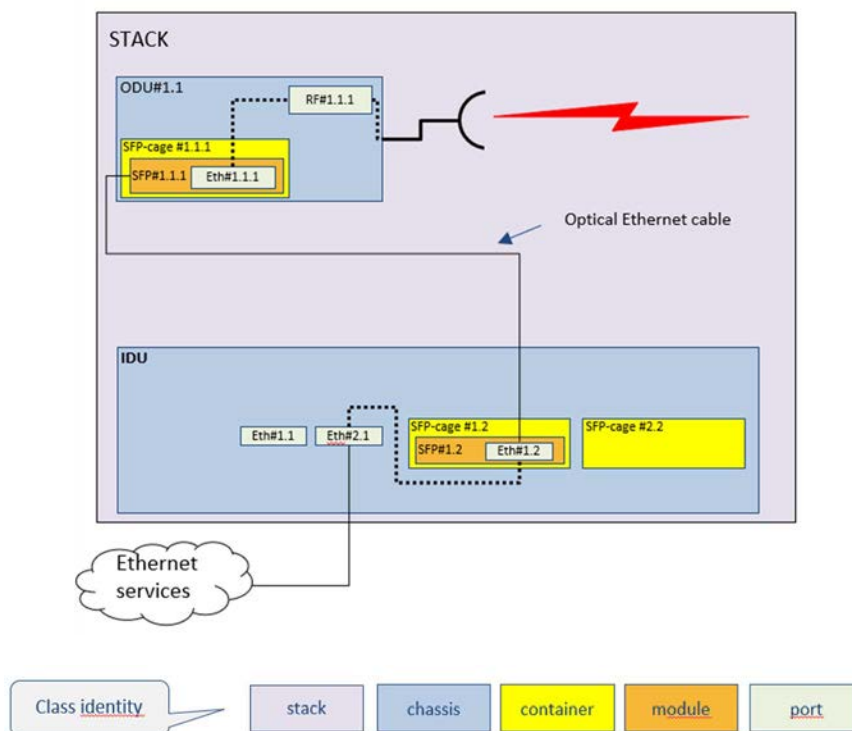 STACK
ODU#1.1
RF#1.1.1
SFP-cage #1.1.1
SFP#1.1.1
Eth#1.1.1
Optical Ethernet cable
IDU
Eth#1.1
Eth#2.1
SFP-cage #1.2
SFP#1.2
Eth#1.2
SFP-cage #2.2
Ethernet
services
Class identity
stack
chassis
container
module
port